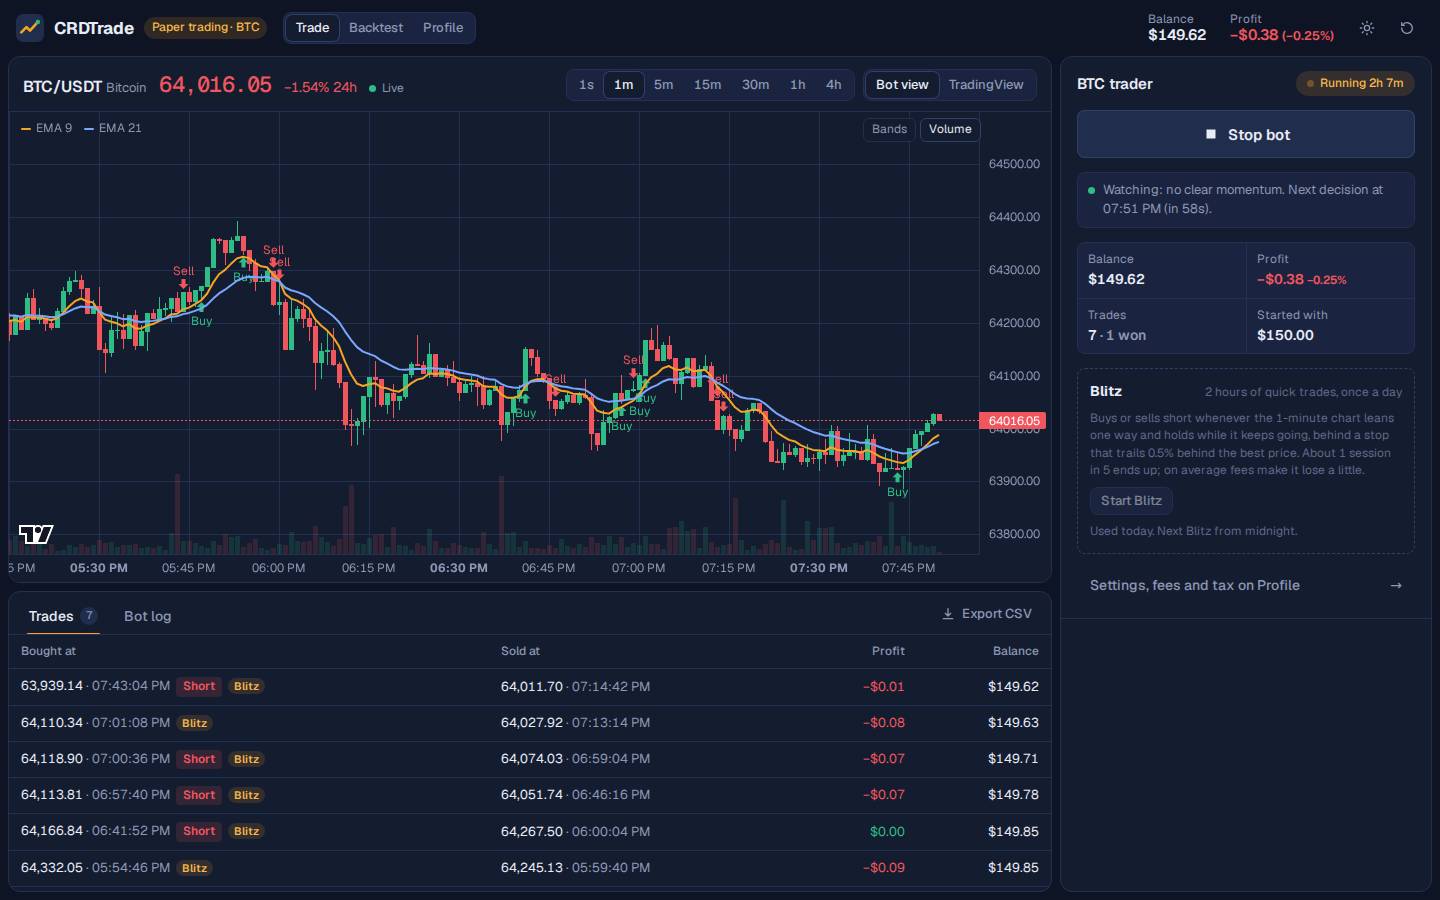 CRDTrade
Paper trading · BTC
Trade
Backtest
Profile
Balance
$149.62
Profit
−$0.38 (−0.25%)
BTC/USDT Bitcoin 64,016.05 −1.54% 24h Live
1s 1m 5m 15m 30m 1h 4h
Bot view TradingView
EMA 9 EMA 21
Bands Volume
64500.00
64400.00
64300.00
64200.00
64100.00
64016.05
64000.00
63900.00
63800.00
Sell
Buy
Buy
Sell
Sell
Buy
Sell
Buy
Sell
Buy
Buy
Sell
Sell
Buy
5 PM 05:30 PM 05:45 PM 06:00 PM 06:15 PM 06:30 PM 06:45 PM 07:00 PM 07:15 PM 07:30 PM 07:45 PM
Trades 7 Bot log Export CSV
Bought at Sold at Profit Balance
63,939.14 · 07:43:04 PM Short Blitz 64,011.70 · 07:14:42 PM −$0.01 $149.62
64,110.34 · 07:01:08 PM Blitz 64,027.92 · 07:13:14 PM −$0.08 $149.63
64,118.90 · 07:00:36 PM Short Blitz 64,074.03 · 06:59:04 PM −$0.07 $149.71
64,113.81 · 06:57:40 PM Short Blitz 64,051.74 · 06:46:16 PM −$0.07 $149.78
64,166.84 · 06:41:52 PM Short Blitz 64,267.50 · 06:00:04 PM $0.00 $149.85
64,332.05 · 05:54:46 PM Blitz 64,245.13 · 05:59:40 PM −$0.09 $149.85
BTC trader
Running 2h 7m
Stop bot
Watching: no clear momentum. Next decision at
07:51 PM (in 58s).
Balance
$149.62
Profit
−$0.38 −0.25%
Trades
7 · 1 won
Started with
$150.00
Blitz
2 hours of quick trades, once a day
Buys or sells short whenever the 1-minute chart leans
one way and holds while it keeps going, behind a stop
that trails 0.5% behind the best price. About 1 session
in 5 ends up; on average fees make it lose a little.
Start Blitz
Used today. Next Blitz from midnight.
Settings, fees and tax on Profile →